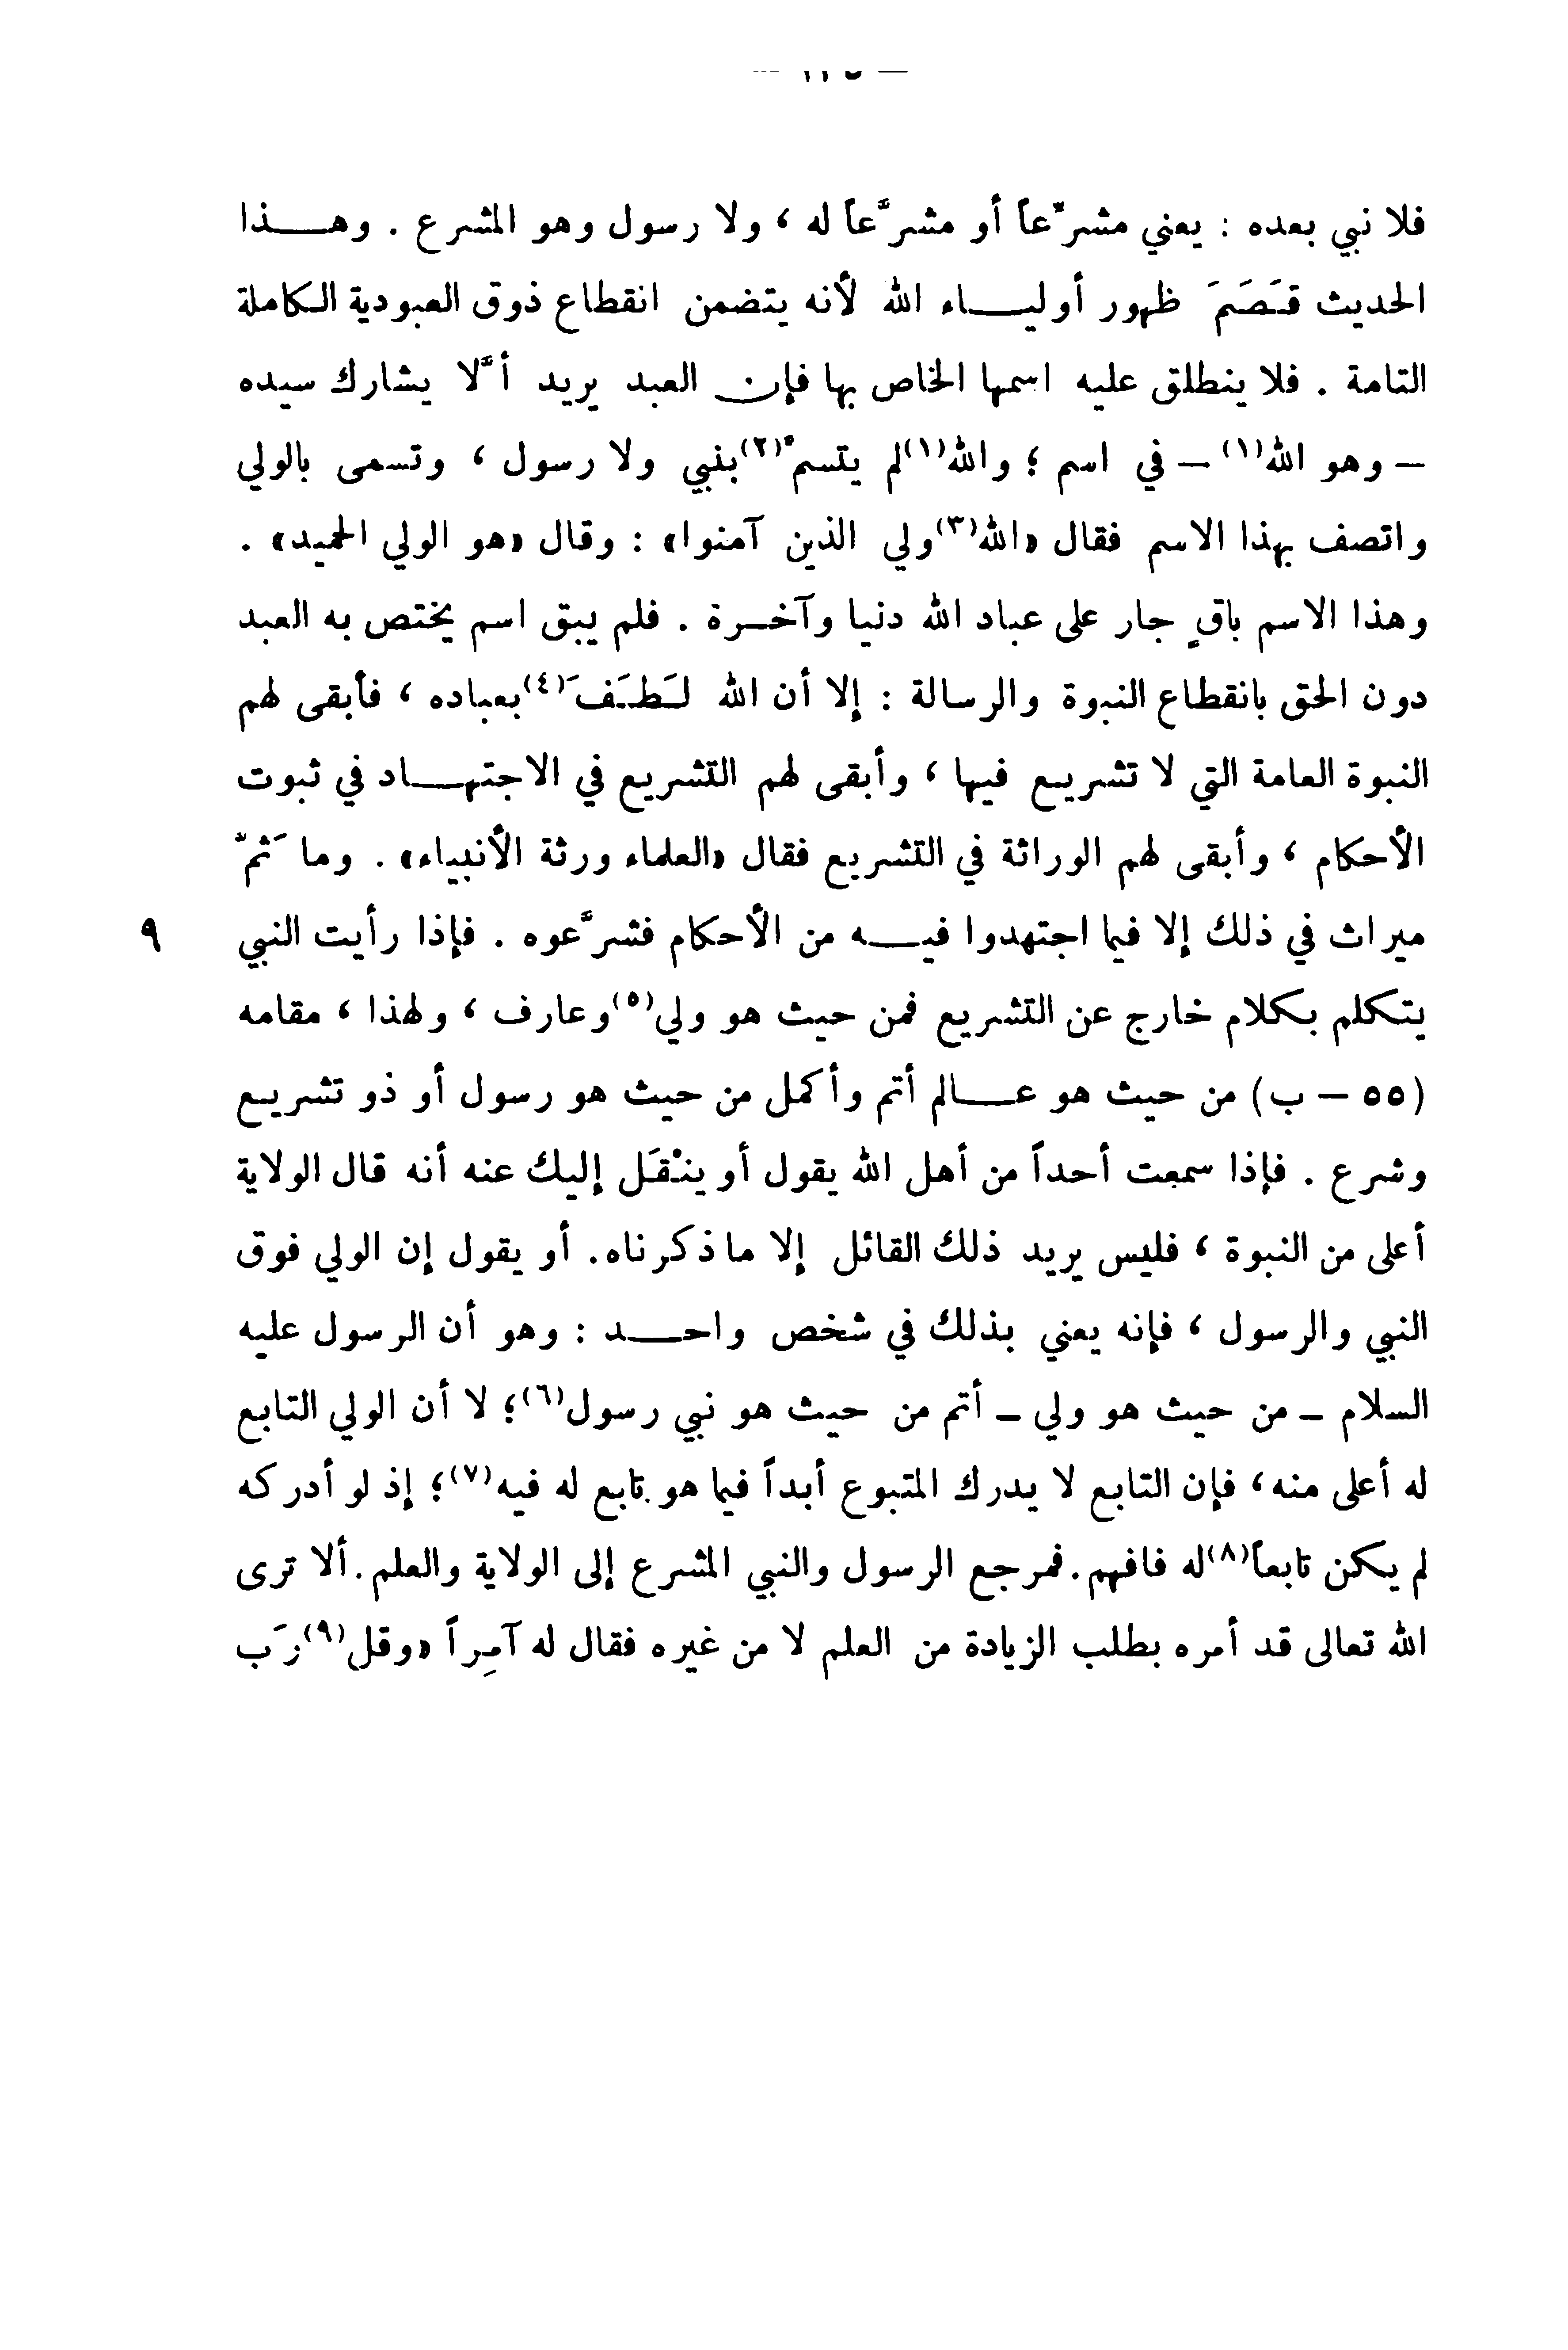 فلا نبي بعده : يعني مشرِّعاً أو مشرَّعاً له ، ولا رسول وهو المشرع . وهـــذا
الحديث قَصَمَ ظهور أوليـــاء الله لأنه يتضمن انقطاع ذوق العبودية الكاملة
التامة . فلا ينطلق عليه اسمها الخاص بها فإن العبد يريد ألَّا يشارك سيده
– وهو الله(١) – في اسم ؛ والله(١) لم يتسمَّ(٢) بنبي ولا رسول ، وتسمى بالولي
واتصف بهذا الاسم فقال «الله(٣) ولي الذين آمنوا» : وقال «هو الولي الحميد» .
وهذا الاسم باقٍ جار على عباد الله دنيا وآخـرة . فلم يبق اسم يختص به العبد
دون الحق بانقطاع النبوة والرسالة : إلا أن الله لَطَفَ(٤) بعباده ، فأبقى لهم
النبوة العامة التي لا تشريع فيها ، وأبقى لهم التشريع في الاجتهـــاد في ثبوت
الأحكام ، وأبقى لهم الوراثة في التشريع فقال «العلماء ورثة الأنبياء» . وما ثَمَّ
ميراث في ذلك إلا فيما اجتهدوا فيـــه من الأحكام فشرَّعوه . فإذا رأيت النبي ٩
يتكلم بكلام خارج عن التشريع فمن حيث هو ولي(٥) وعارف ، ولهذا ، مقامه
(٥٥ – ب) من حيث هو عـــالم أتم وأكمل من حيث هو رسول أو ذو تشريع
وشرع . فإذا سمعت أحداً من أهل الله يقول أو يُنْقَل إليك عنه أنه قال الولاية
أعلى من النبوة ، فليس يريد ذلك القائل إلا ما ذكرناه. أو يقول إن الولي فوق
النبي والرسول ، فإنه يعني بذلك في شخص واحـــد : وهو أن الرسول عليه
السلام – من حيث هو ولي – أتم من حيث هو نبي رسول(٦)؛ لا أن الولي التابع
له أعلى منه، فإن التابع لا يدرك المتبوع أبداً فيما هو تابع له فيه(٧)؛ إذ لو أدركه
لم يكن تابعاً(٨) له فافهم. فمرجع الرسول والنبي المشرع إلى الولاية والعلم. ألا ترى
الله تعالى قد أمره بطلب الزيادة من العلم لا من غيره فقال له آمِراً «وقل(٩) رَب